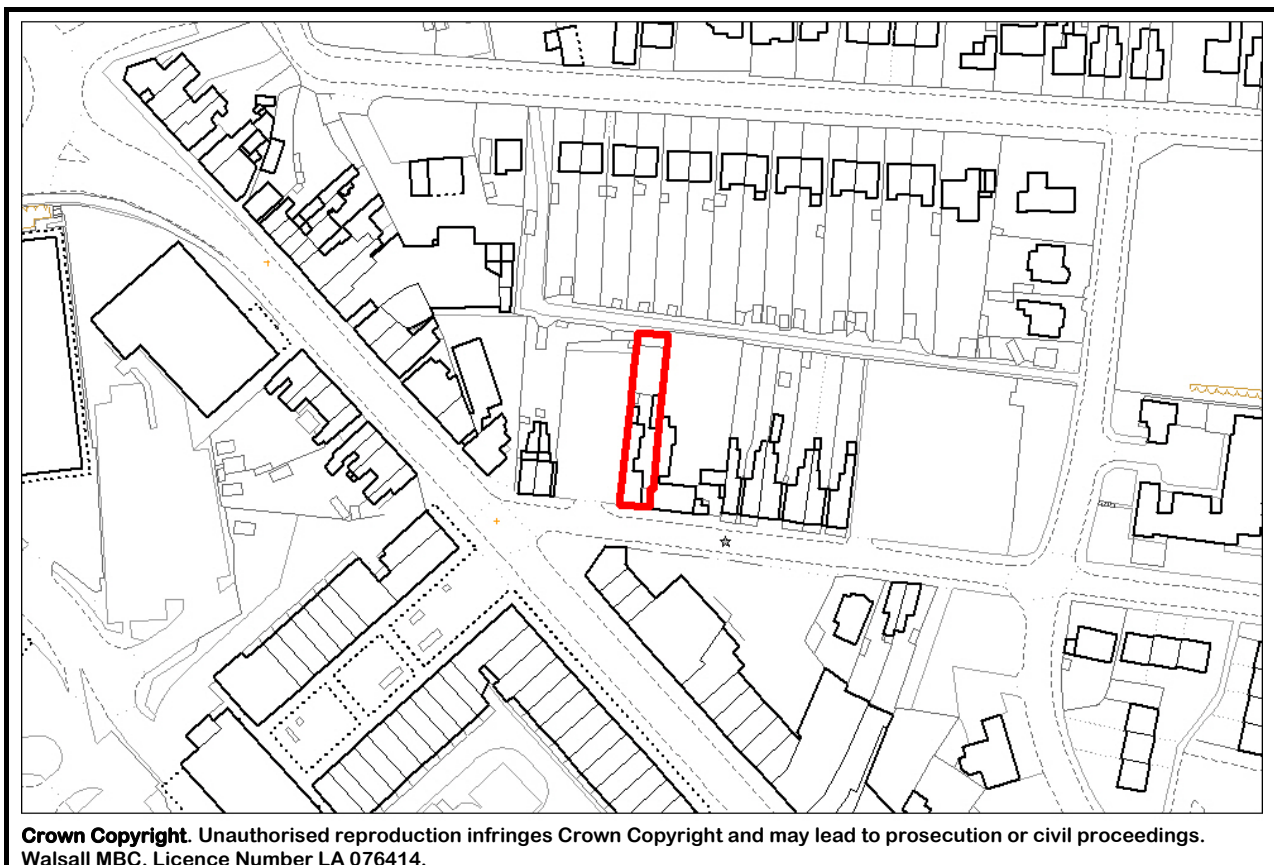 Crown Copyright. Unauthorised reproduction infringes Crown Copyright and may lead to prosecution or civil proceedings.
Walsall MBC. Licence Number LA 076414.